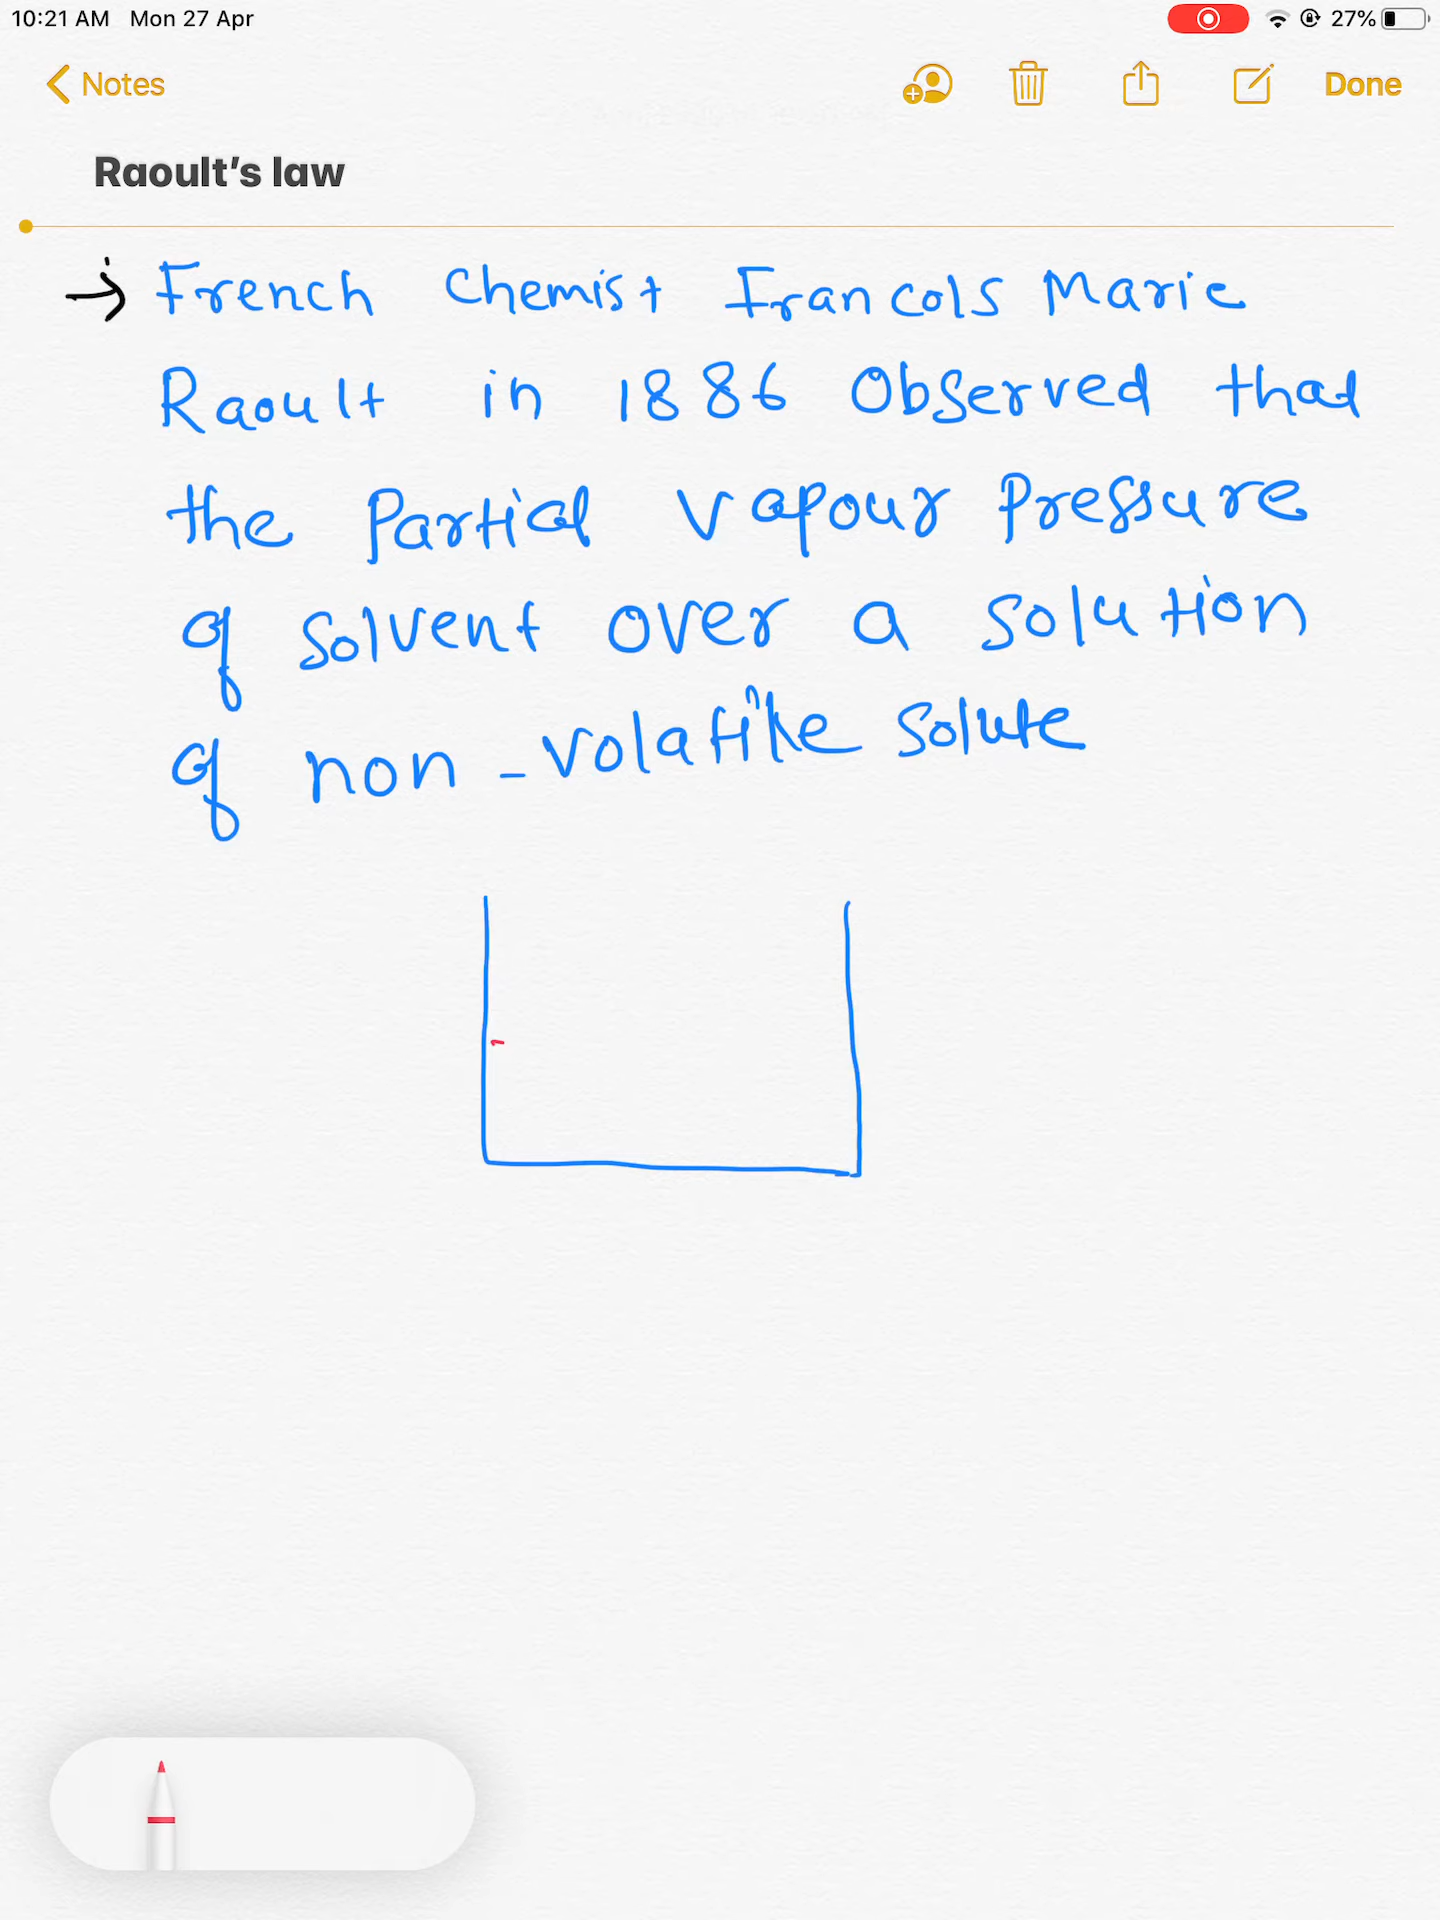 10:21 AM Mon 27 Apr 27%
Notes Done
Raoult's law
French Chemist Francols Marie
Raoult in 1886 Observed that
the Partial vapour Pressure
of solvent over a solution
of non-volatile solute